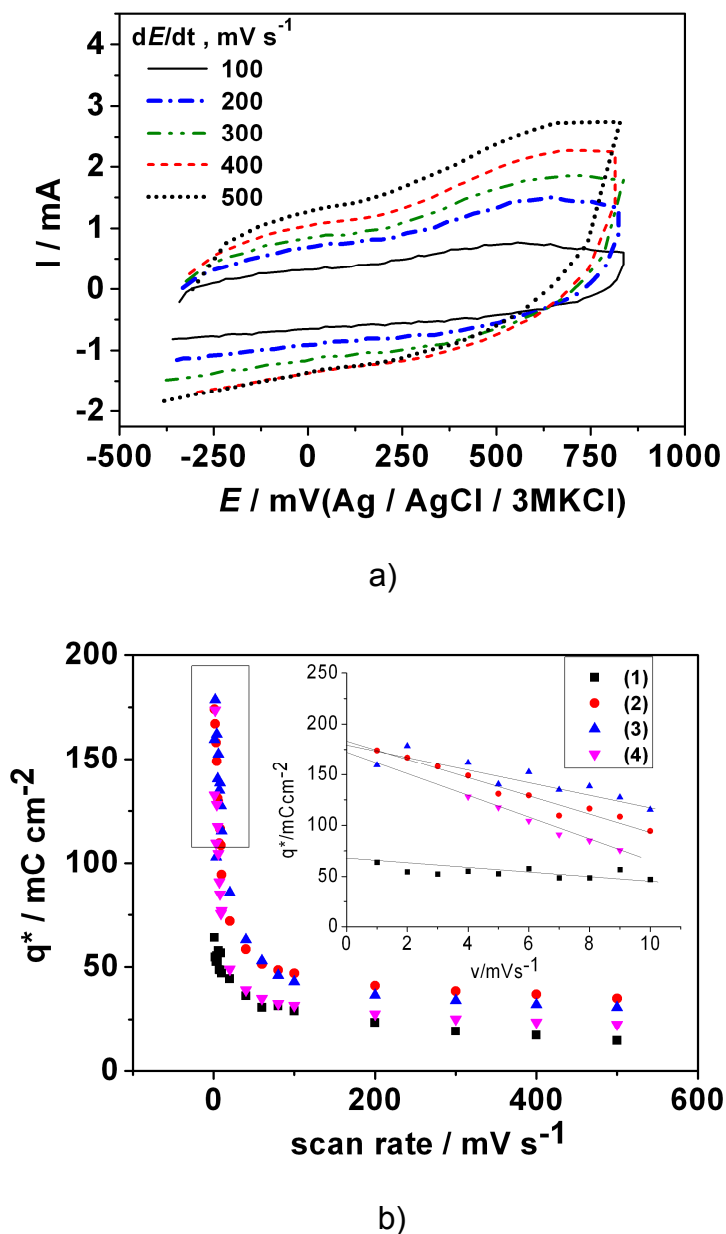 dE/dt , mV s-1
100
200
300
400
500
4
3
2
1
0
-1
-2
I / mA
-500 -250 0 250 500 750 1000
E / mV(Ag / AgCl / 3MKCl)
a)
200
150
100
50
0
q* / mC cm-2
250
200
150
100
50
0
q*/mCcm-2
0 2 4 6 8 10
v/mVs-1
(1)
(2)
(3)
(4)
0 200 400 600
scan rate / mV s-1
b)